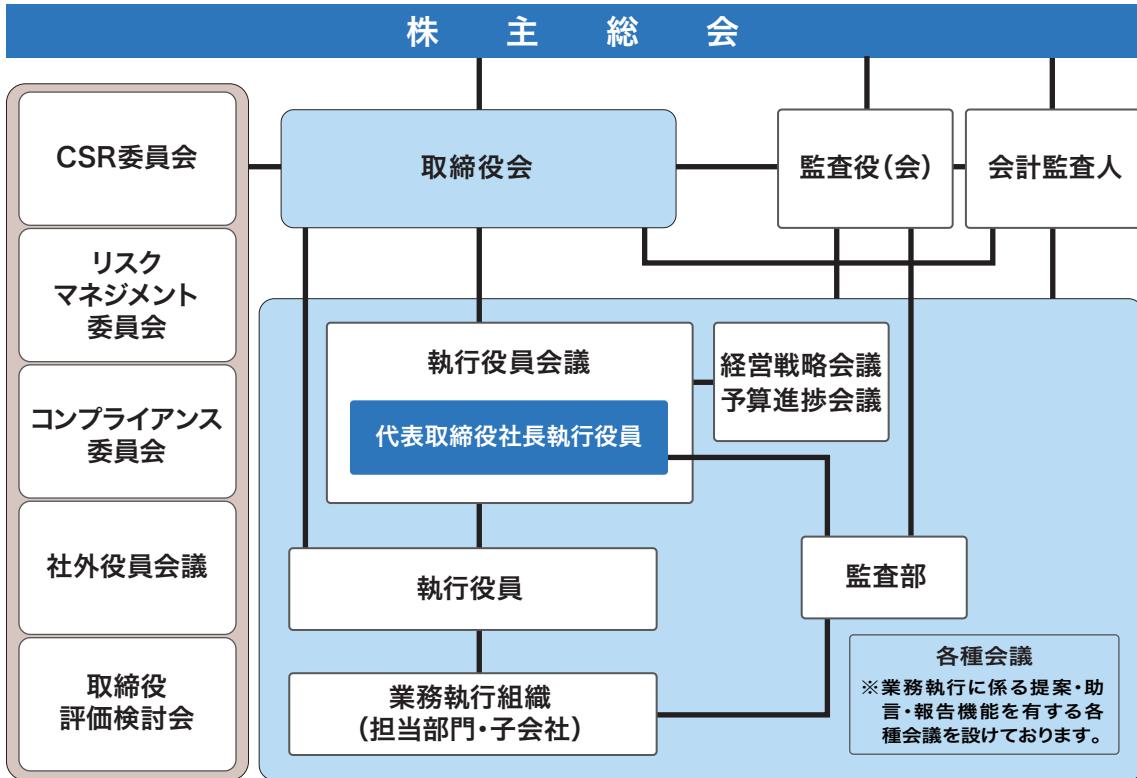 株主総会
CSR委員会
取締役会
監査役（会）
会計監査人
リスク
マネジメント
委員会
執行役員会議
経営戦略会議
予算進捗会議
代表取締役社長執行役員
コンプライアンス
委員会
社外役員会議
執行役員
監査部
取締役
評価検討会
業務執行組織
（担当部門・子会社）
各種会議
※業務執行に係る提案・助
言・報告機能を有する各
種会議を設けております。